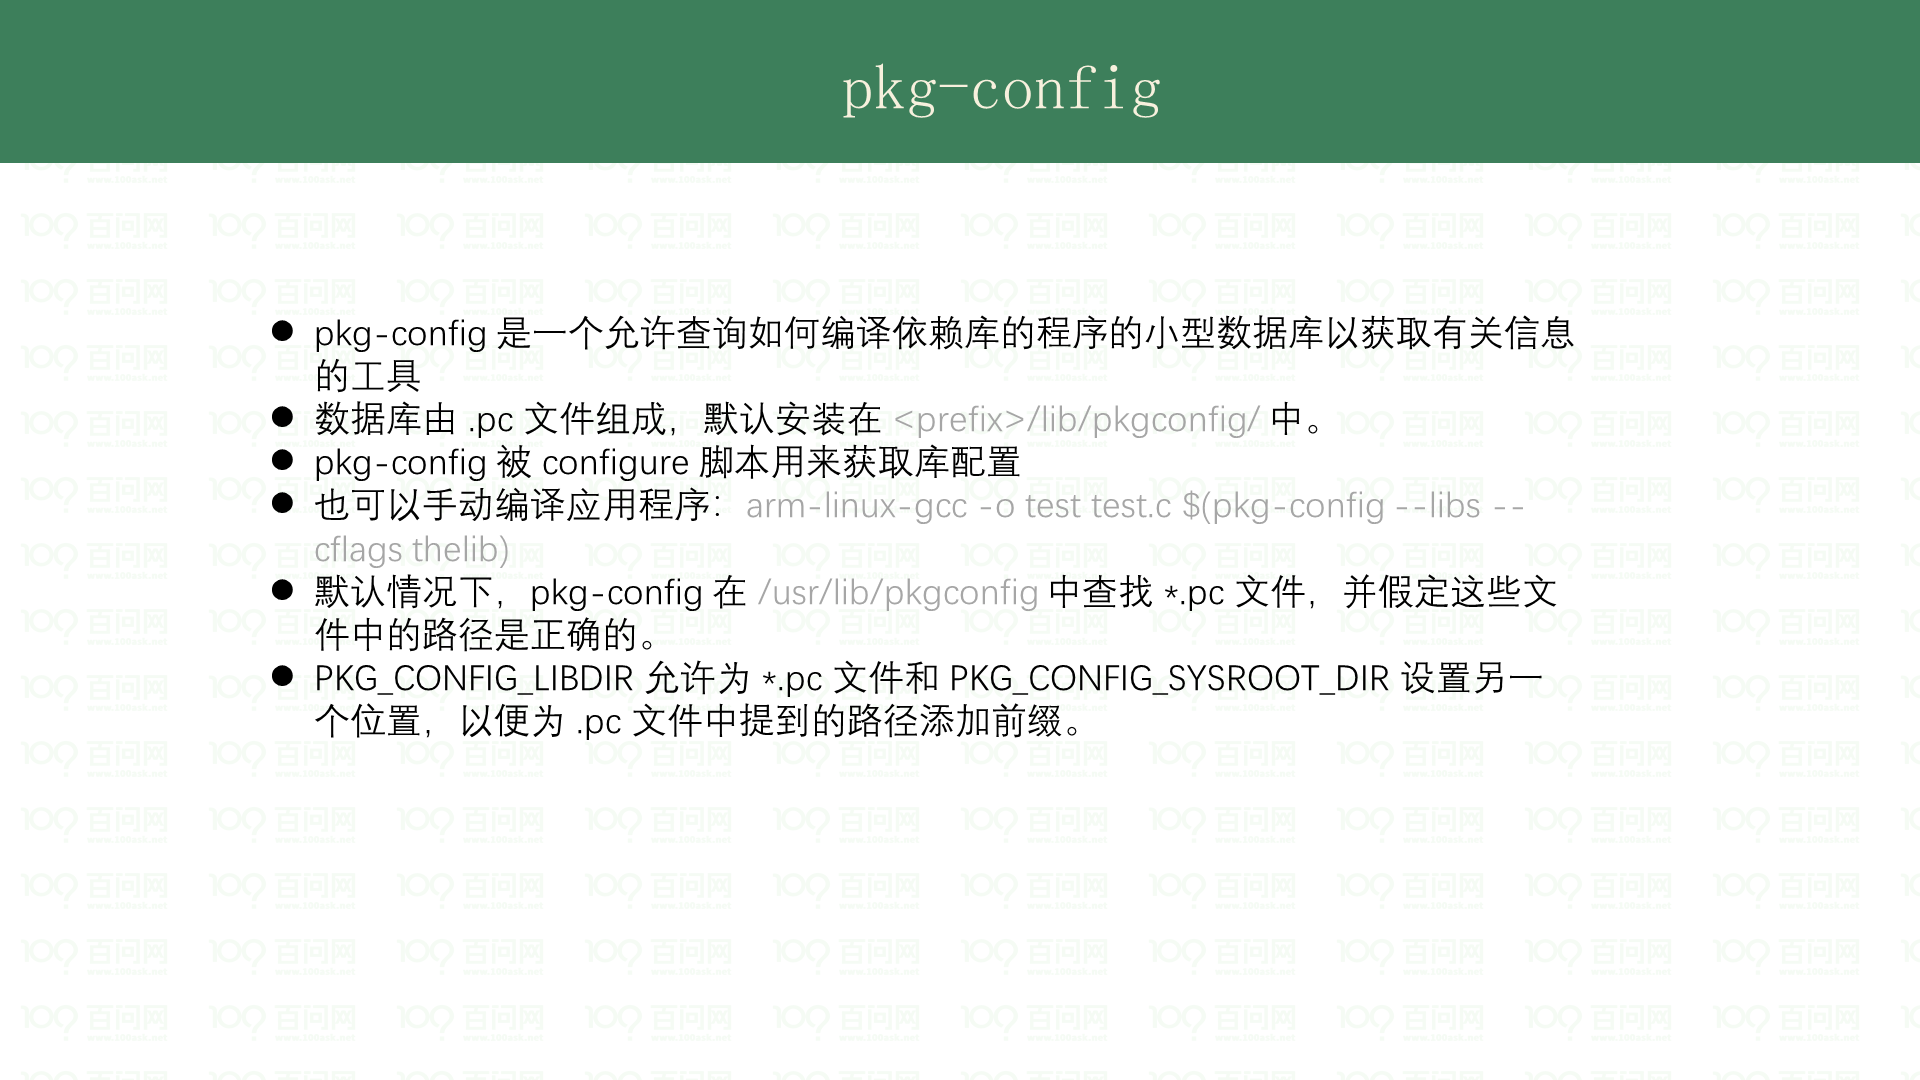 pkg-config
● pkg-config 是一个允许查询如何编译依赖库的程序的小型数据库以获取有关信息
的工具
● 数据库由 .pc 文件组成，默认安装在 <prefix>/lib/pkgconfig/ 中。
● pkg-config 被 configure 脚本用来获取库配置
● 也可以手动编译应用程序：arm-linux-gcc -o test test.c $(pkg-config --libs --
cflags thelib)
● 默认情况下，pkg-config 在 /usr/lib/pkgconfig 中查找 *.pc 文件，并假定这些文
件中的路径是正确的。
● PKG_CONFIG_LIBDIR 允许为 *.pc 文件和 PKG_CONFIG_SYSROOT_DIR 设置另一
个位置，以便为 .pc 文件中提到的路径添加前缀。
百问网
www.100ask.net